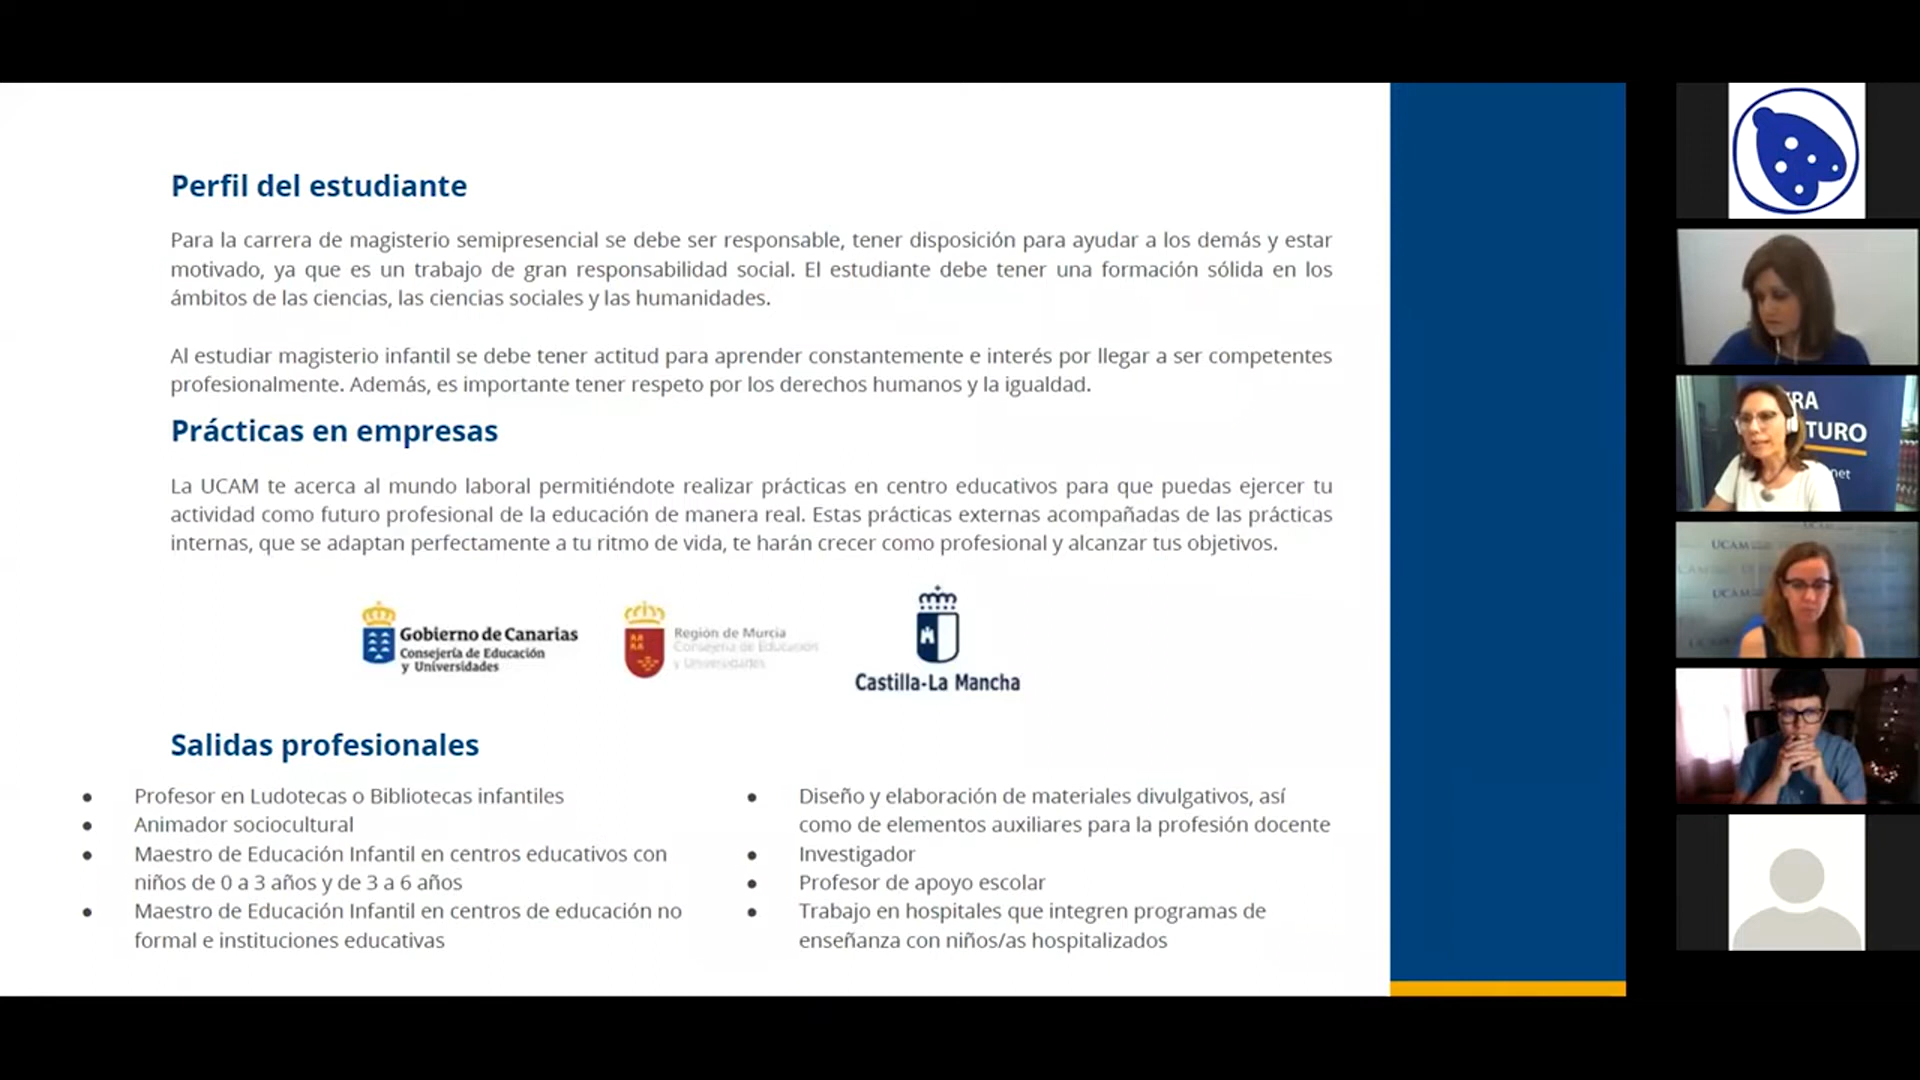 Perfil del estudiante
Para la carrera de magisterio semipresencial se debe ser responsable, tener disposición para ayudar a los demás y estar
motivado, ya que es un trabajo de gran responsabilidad social. El estudiante debe tener una formación sólida en los
ámbitos de las ciencias, las ciencias sociales y las humanidades.
Al estudiar magisterio infantil se debe tener actitud para aprender constantemente e interés por llegar a ser competentes
profesionalmente. Además, es importante tener respeto por los derechos humanos y la igualdad.
Prácticas en empresas
La UCAM te acerca al mundo laboral permitiéndote realizar prácticas en centro educativos para que puedas ejercer tu
actividad como futuro profesional de la educación de manera real. Estas prácticas externas acompañadas de las prácticas
internas, que se adaptan perfectamente a tu ritmo de vida, te harán crecer como profesional y alcanzar tus objetivos.
Gobierno de Canarias
Consejería de Educación
y Universidades
Región de Murcia
Consejería de Educación
y Universidades
Castilla-La Mancha
Salidas profesionales
● Profesor en Ludotecas o Bibliotecas infantiles
● Animador sociocultural
● Maestro de Educación Infantil en centros educativos con
niños de 0 a 3 años y de 3 a 6 años
● Maestro de Educación Infantil en centros de educación no
formal e instituciones educativas
● Diseño y elaboración de materiales divulgativos, así
como de elementos auxiliares para la profesión docente
● Investigador
● Profesor de apoyo escolar
● Trabajo en hospitales que integren programas de
enseñanza con niños/as hospitalizados
RA
TURO
net
UCAM
UCAM